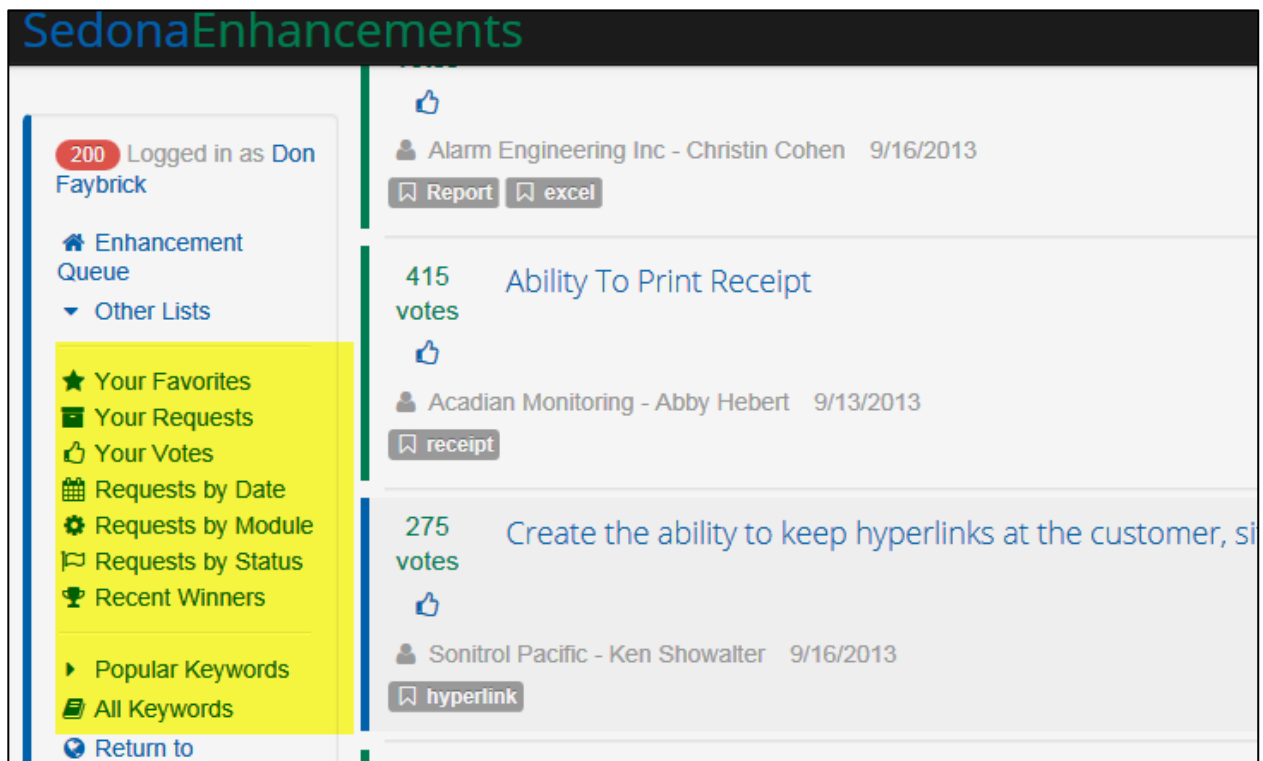 SedonaEnhancements
200 Logged in as Don
Faybrick
Enhancement
Queue
Other Lists
Your Favorites
Your Requests
Your Votes
Requests by Date
Requests by Module
Requests by Status
Recent Winners
Popular Keywords
All Keywords
Return to
votes
Alarm Engineering Inc - Christin Cohen 9/16/2013
Report excel
415
votes
Ability To Print Receipt
Acadian Monitoring - Abby Hebert 9/13/2013
receipt
275
votes
Create the ability to keep hyperlinks at the customer, si
Sonitrol Pacific - Ken Showalter 9/16/2013
hyperlink